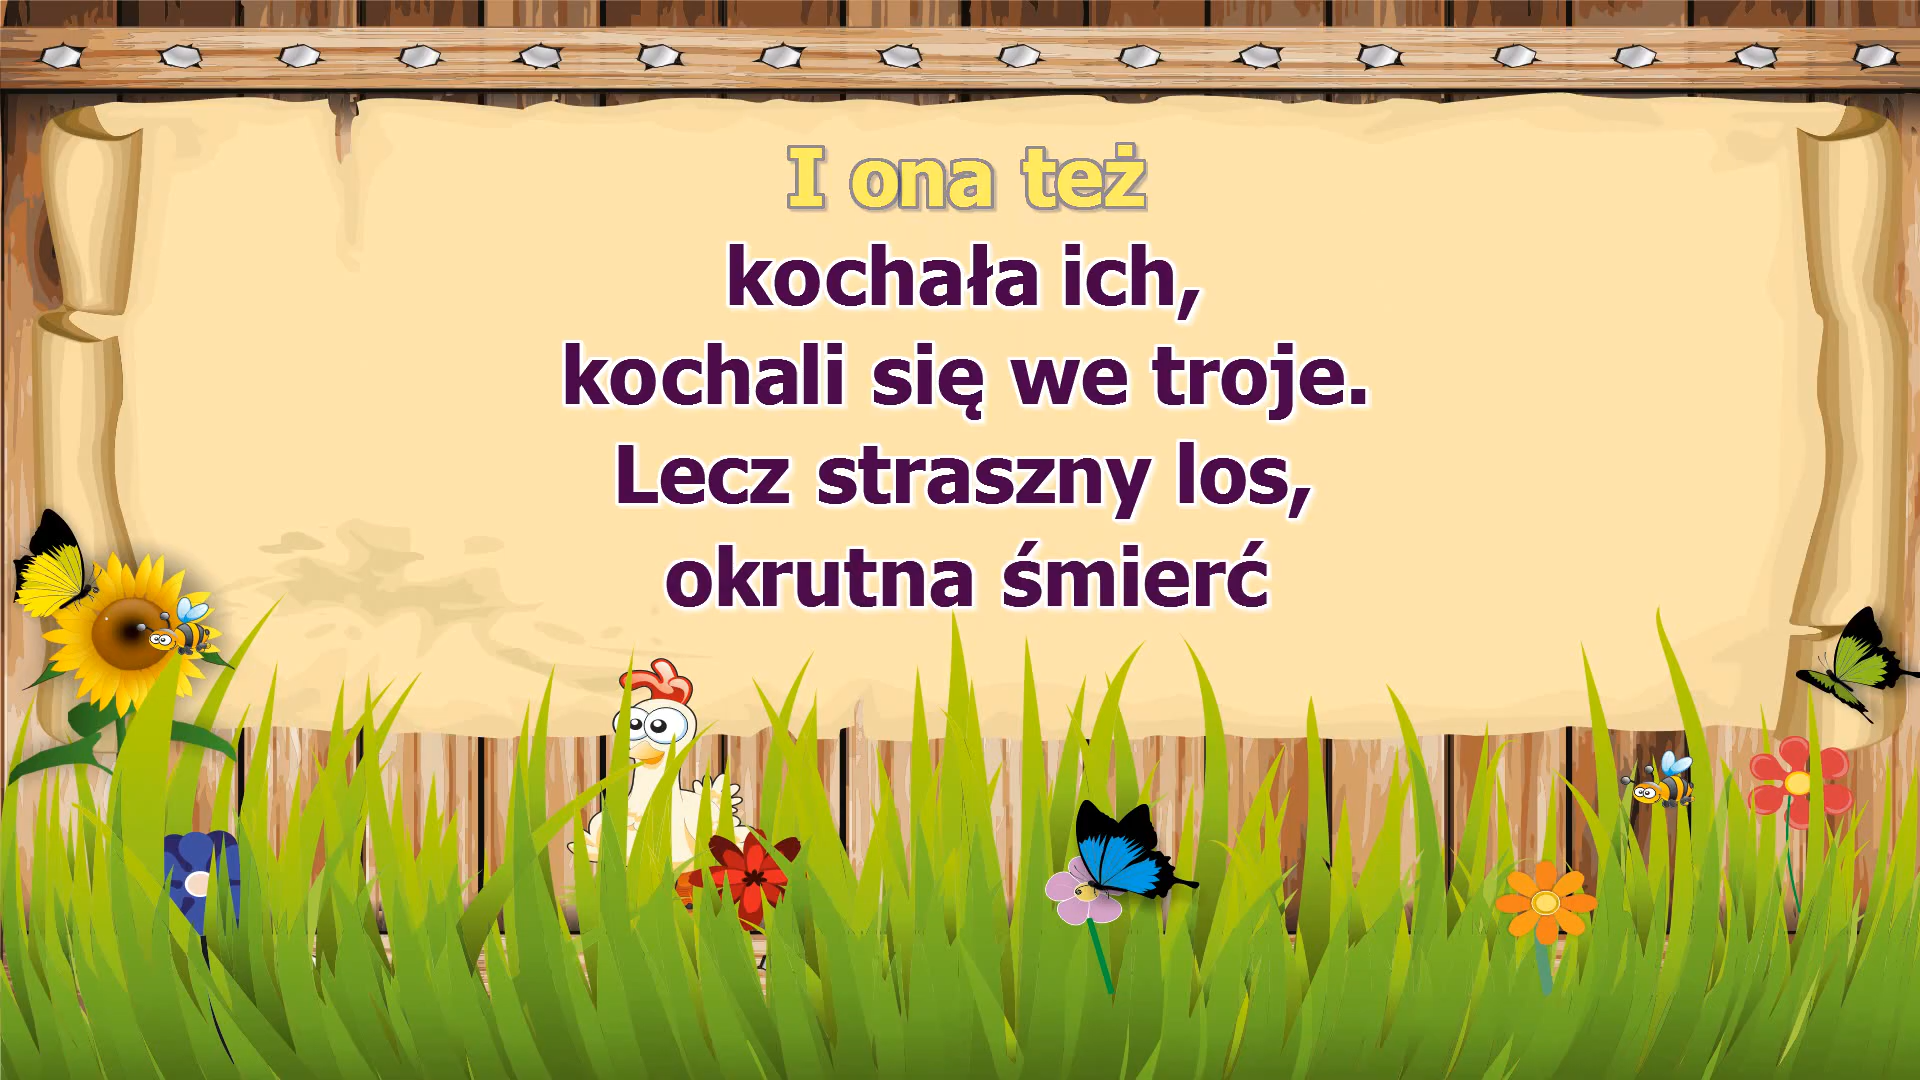 I ona też
kochała ich,
kochali się we troje.
Lecz straszny los,
okrutna śmierć